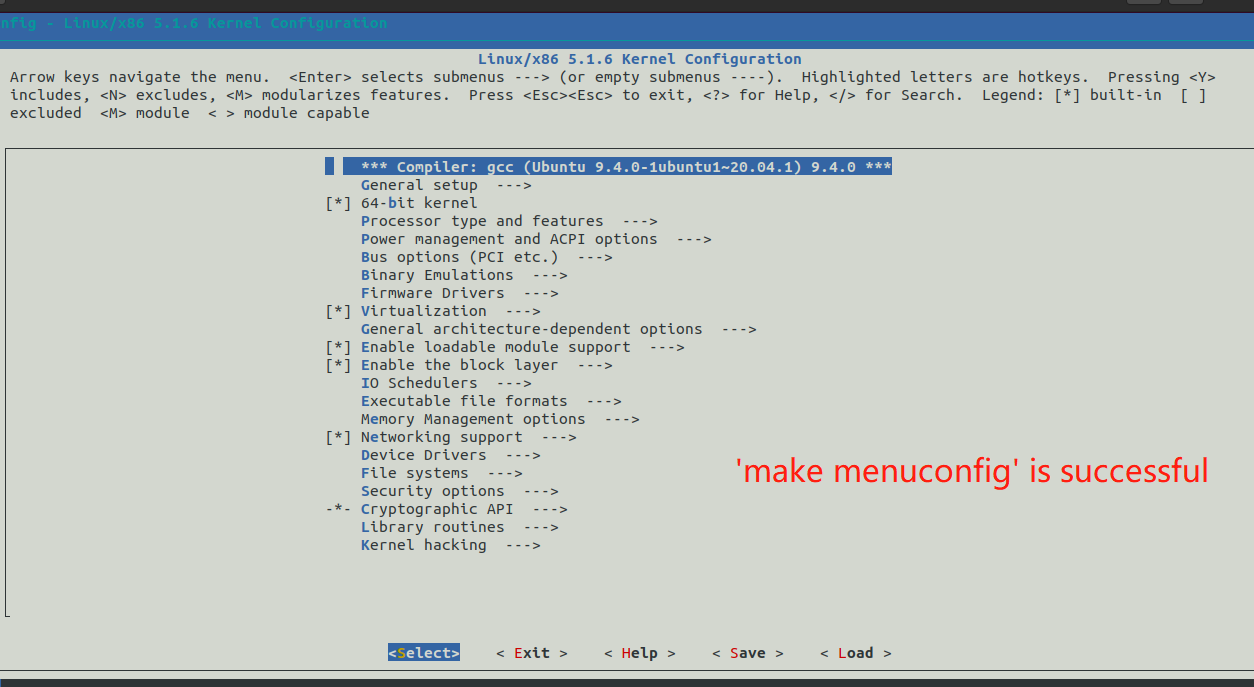 nfig - Linux/x86 5.1.6 Kernel Configuration
Linux/x86 5.1.6 Kernel Configuration
Arrow keys navigate the menu.  <Enter> selects submenus ---> (or empty submenus ----).  Highlighted letters are hotkeys.  Pressing <Y>
includes, <N> excludes, <M> modularizes features.  Press <Esc><Esc> to exit, <?> for Help, </> for Search.  Legend: [*] built-in  [ ]
excluded  <M> module  < > module capable
*** Compiler: gcc (Ubuntu 9.4.0-1ubuntu1~20.04.1) 9.4.0 ***
General setup  --->
[*] 64-bit kernel
Processor type and features  --->
Power management and ACPI options  --->
Bus options (PCI etc.)  --->
Binary Emulations  --->
Firmware Drivers  --->
[*] Virtualization  --->
General architecture-dependent options  --->
[*] Enable loadable module support  --->
[*] Enable the block layer  --->
IO Schedulers  --->
Executable file formats  --->
Memory Management options  --->
[*] Networking support  --->
Device Drivers  --->
File systems  --->
Security options  --->
-*- Cryptographic API  --->
Library routines  --->
Kernel hacking  --->
'make menuconfig' is successful
<Select>    < Exit >    < Help >    < Save >    < Load >